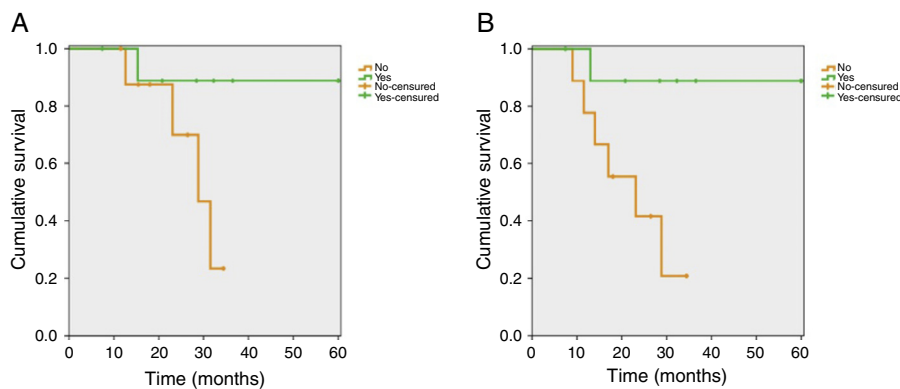 A
1.0
0.8
0.6
0.4
0.2
0.0
Cumulative survival
0 10 20 30 40 50 60
Time (months)
No
Yes
No-censured
Yes-censured
B
1.0
0.8
0.6
0.4
0.2
0.0
Cumulative survival
0 10 20 30 40 50 60
Time (months)
No
Yes
No-censured
Yes-censured